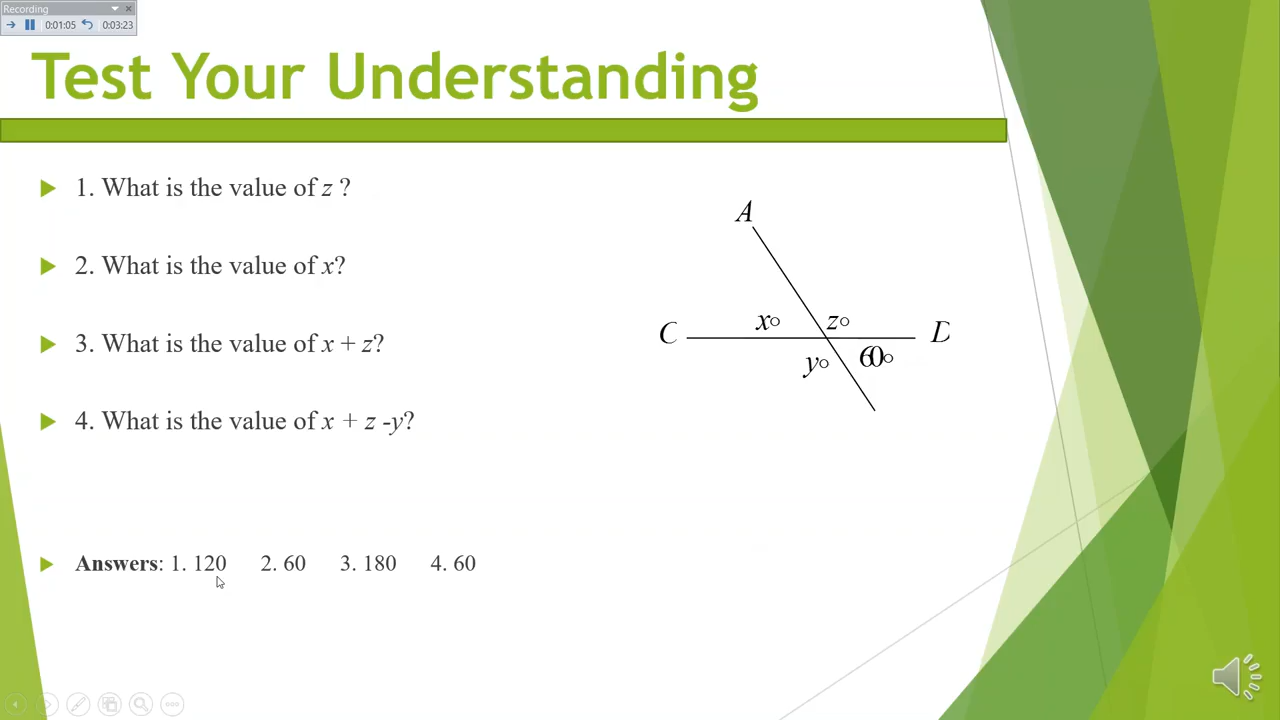 Recording
0:01:05 0:03:23
Test Your Understanding
1. What is the value of z ?
2. What is the value of x?
3. What is the value of x + z?
4. What is the value of x + z -y?
A
x° z°
C D
y° 60°
Answers: 1. 120 2. 60 3. 180 4. 60